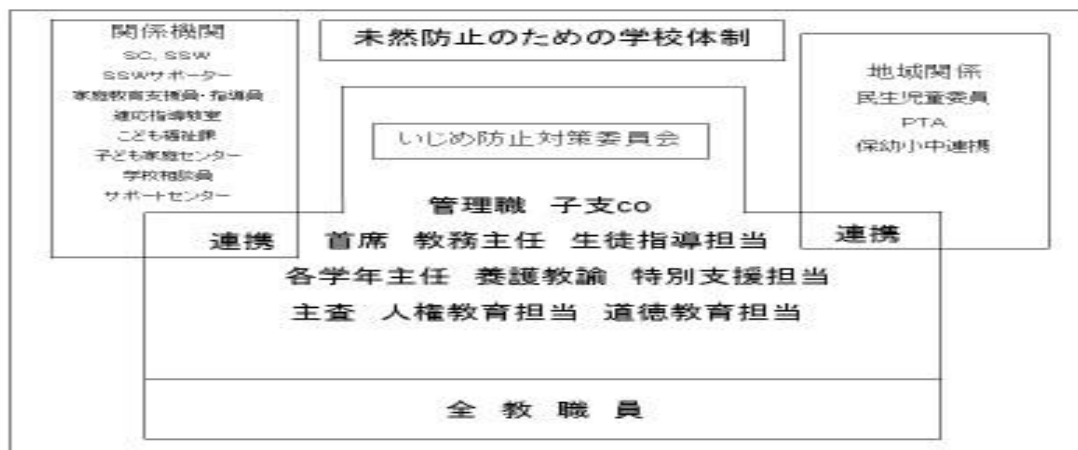 関係機関
SC, SSW
SSWサポーター
家庭教育支援員・指導員
適応指導教室
こども福祉課
子ども家庭センター
学校相談員
サポートセンター
未然防止のための学校体制
地域関係
民生児童委員
PTA
保幼小中連携
いじめ防止対策委員会
管理職 子支co
連携 首席 教務主任 生徒指導担当 連携
各学年主任 養護教諭 特別支援担当
主査 人権教育担当 道徳教育担当
全教職員